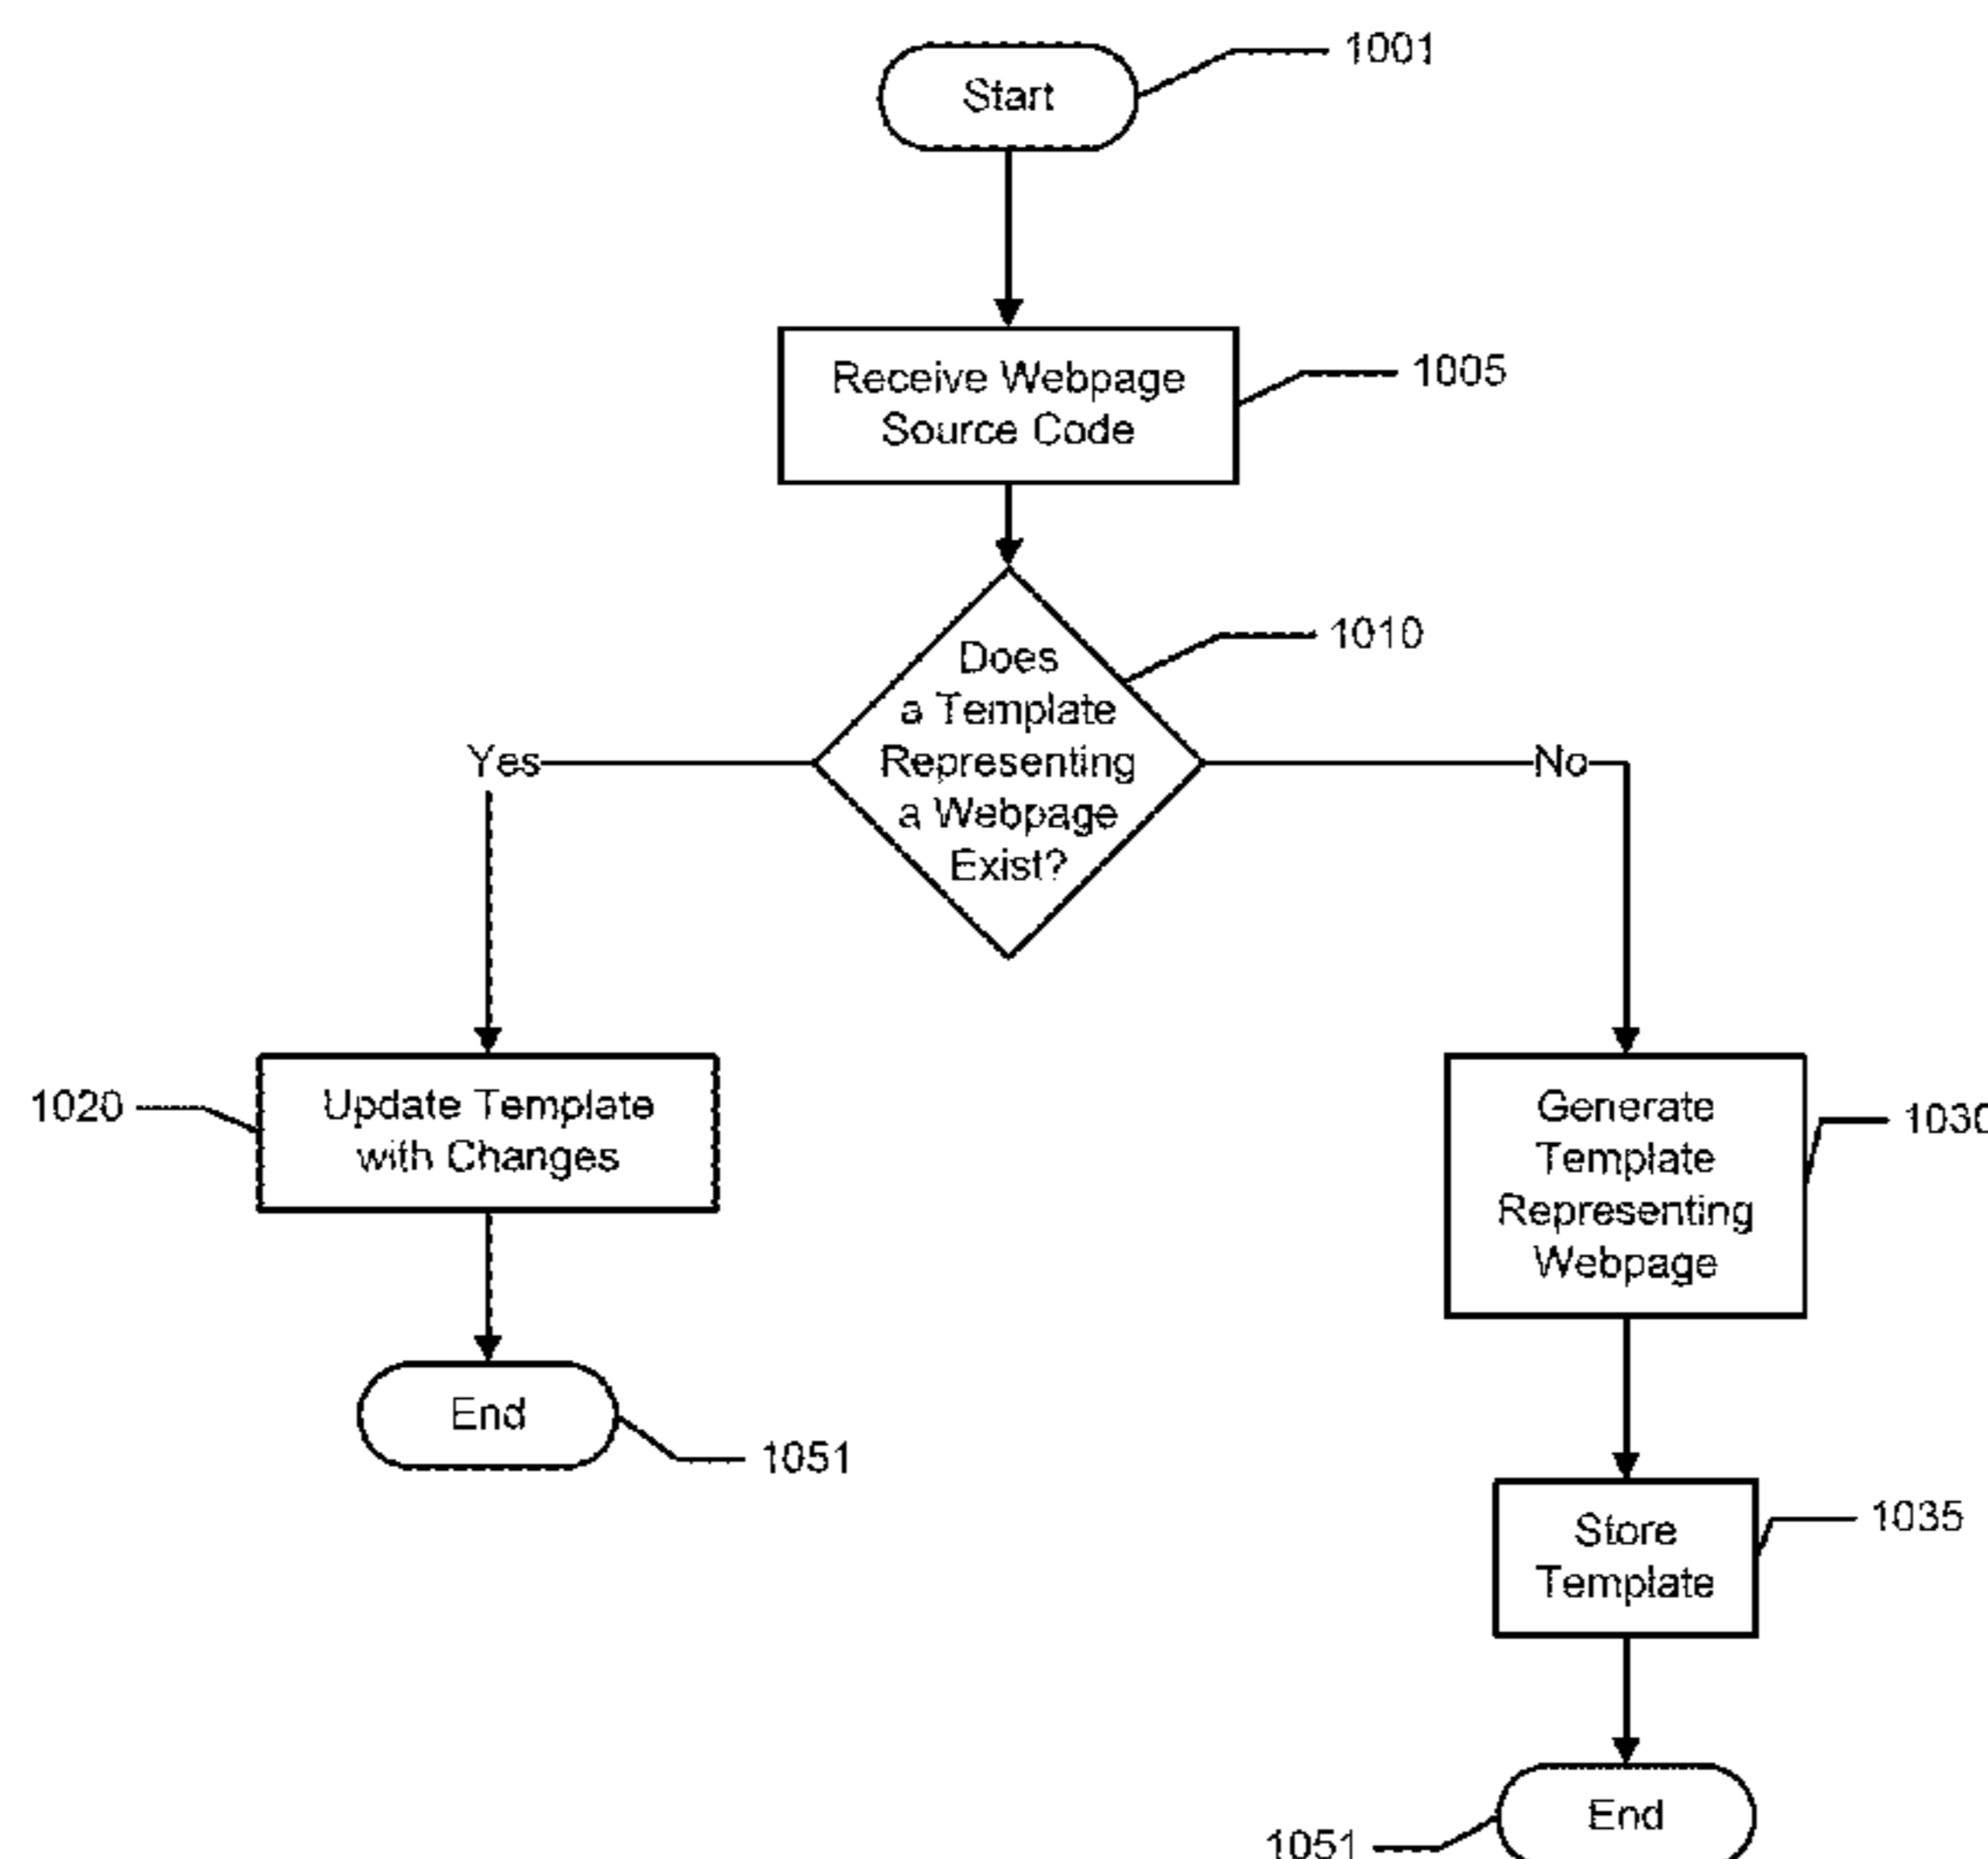 Start
1001
Receive Webpage
Source Code
1005
Does
a Template
Representing
a Webpage
Exist?
1010
Yes
No
1020
Update Template
with Changes
Generate
Template
Representing
Webpage
1030
End
1051
Store
Template
1035
End
1051